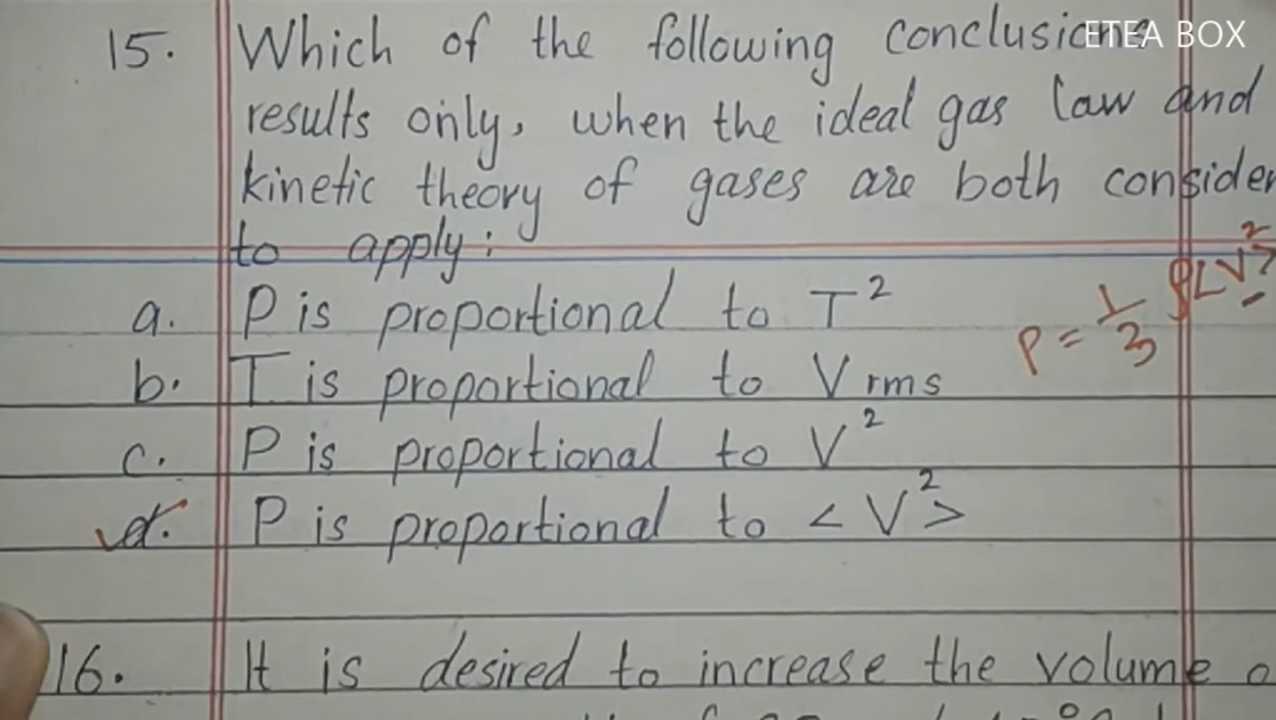 ETEA BOX
15. Which of the following conclusions
results only, when the ideal gas law and
kinetic theory of gases are both consider
to apply:
a. P is proportional to T²
b. T is proportional to V rms
c. P is proportional to V²
d. P is proportional to <V²>
P = 1/3 ρ<V²>
16. It is desired to increase the volume o